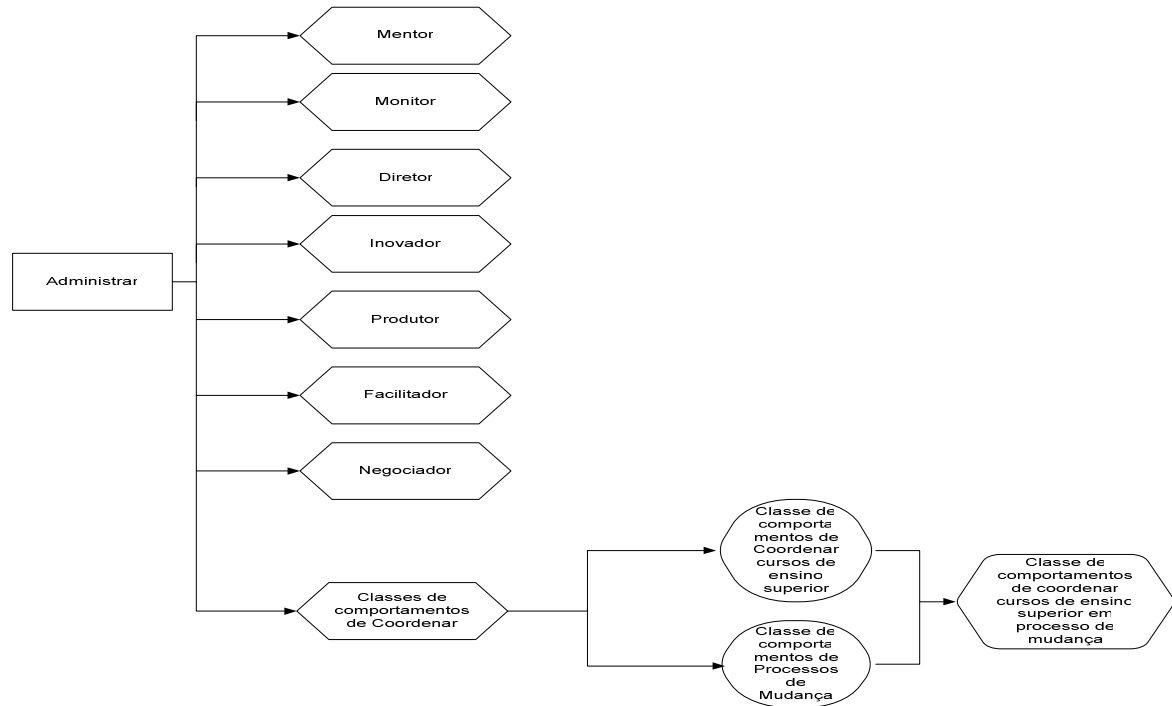 Mentor
Monitor
Diretor
Inovador
Administrar
Produtor
Facilitador
Negociador
Classes de
comportamentos
de Coordenar
Classe de
comporta
mentos de
Coordenar
cursos de
ensino
superior
Classe de
comporta
mentos de
Processos
de
Mudança
Classe de
comportamentos
de coordenar
cursos de ensino
superior em
processo de
mudança